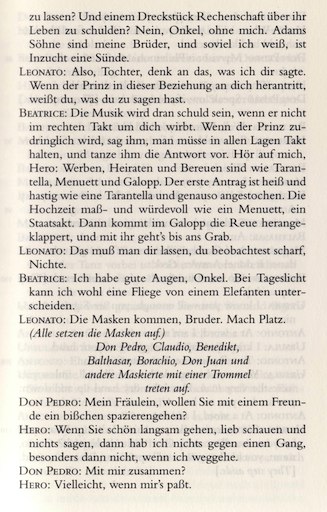 zu lassen? Und einem Dreckstück Rechenschaft über ihr
Leben zu schulden? Nein, Onkel, ohne mich. Adams
Söhne sind meine Brüder, und soviel ich weiß, ist
Inzucht eine Sünde.
LEONATO: Also, Tochter, denk an das, was ich dir sagte.
Wenn der Prinz in dieser Beziehung an dich herantritt,
weißt du, was du zu sagen hast.
BEATRICE: Die Musik wird dran schuld sein, wenn er nicht
im rechten Takt um dich wirbt. Wenn der Prinz zu-
dringlich wird, sag ihm, man müsse in allen Lagen Takt
halten, und tanze ihm die Antwort vor. Hör auf mich,
Hero: Werben, Heiraten und Bereuen sind wie Taran-
tella, Menuett und Galopp. Der erste Antrag ist heiß und
hastig wie eine Tarantella und genauso angestochen. Die
Hochzeit maß- und würdevoll wie ein Menuett, ein
Staatsakt. Dann kommt im Galopp die Reue herange-
klappert, und mit ihr geht's bis ans Grab.
LEONATO: Das muß man dir lassen, du beobachtest scharf,
Nichte.
BEATRICE: Ich habe gute Augen, Onkel. Bei Tageslicht
kann ich wohl eine Fliege von einem Elefanten unter-
scheiden.
LEONATO: Die Masken kommen, Bruder. Mach Platz.
(Alle setzen die Masken auf.)
Don Pedro, Claudio, Benedikt,
Balthasar, Borachio, Don Juan und
andere Maskierte mit einer Trommel
treten auf.
DON PEDRO: Mein Fräulein, wollen Sie mit einem Freun-
de ein bißchen spazierengehen?
HERO: Wenn Sie schön langsam gehen, lieb schauen und
nichts sagen, dann hab ich nichts gegen einen Gang,
besonders dann nicht, wenn ich weggehe.
DON PEDRO: Mit mir zusammen?
HERO: Vielleicht, wenn mir's paßt.